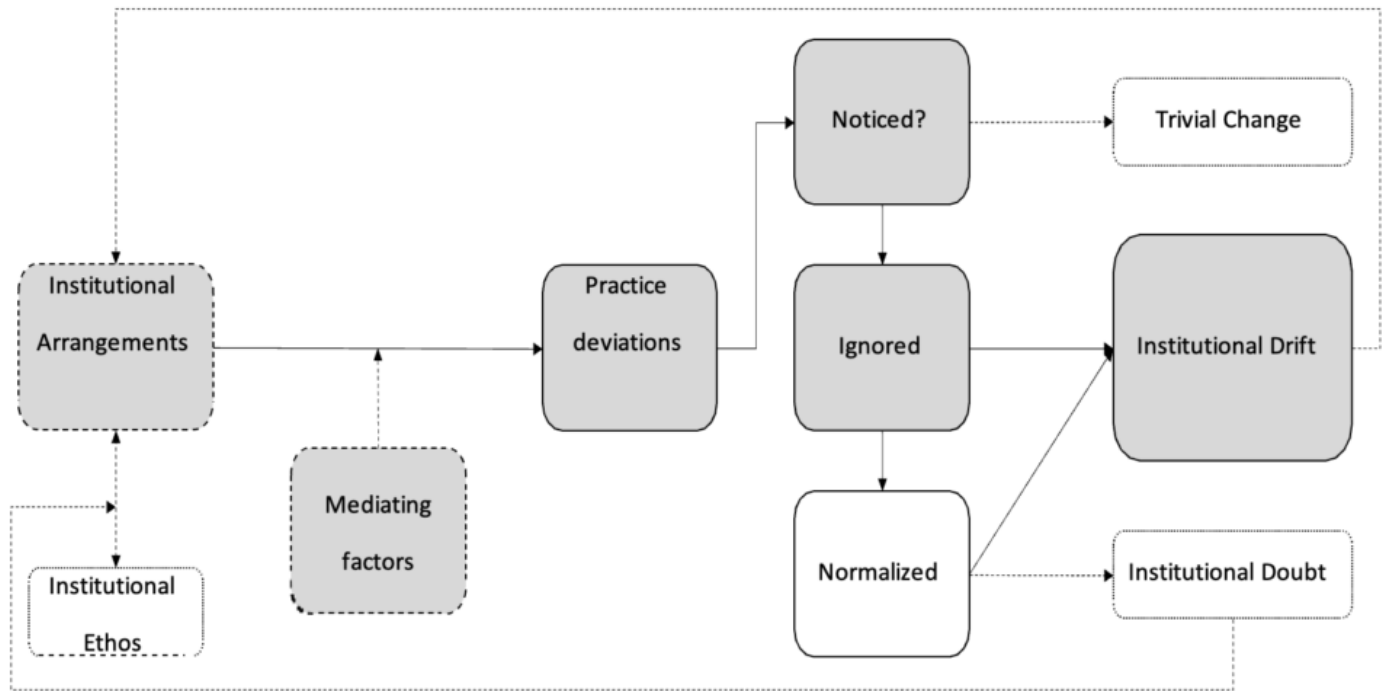 Noticed?
Trivial Change
Institutional
Arrangements
Practice
deviations
Ignored
Institutional Drift
Mediating
factors
Normalized
Institutional Doubt
Institutional
Ethos